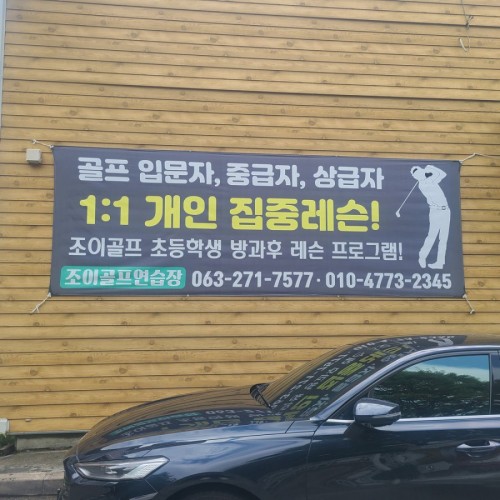 골프 입문자, 중급자, 상급자
1:1 개인 집중레슨!
조이골프 초등학생 방과후 레슨 프로그램!
조이골프연습장 063-271-7577 · 010-4773-2345